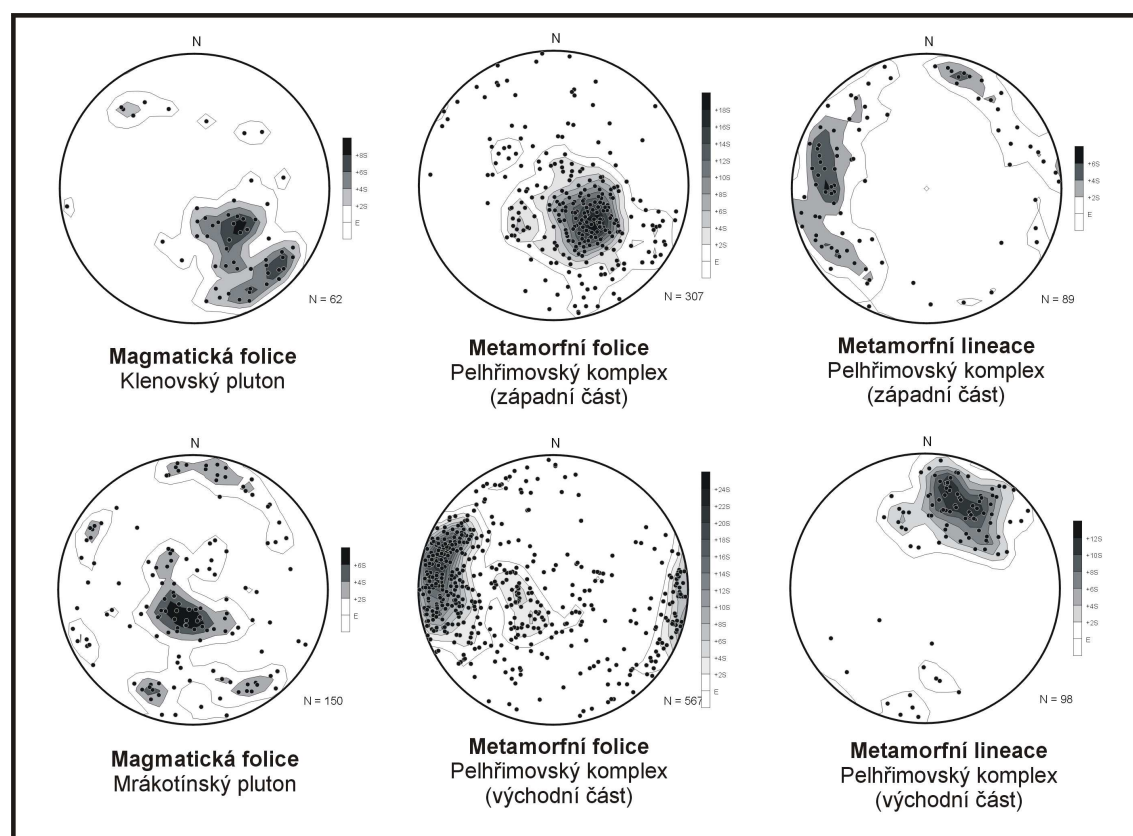 N
+8S
+6S
+4S
+2S
E
N = 62
Magmatická folice
Klenovský pluton
N
+18S
+16S
+14S
+12S
+10S
+8S
+6S
+4S
+2S
E
N = 307
Metamorfní folice
Pelhřimovský komplex
(západní část)
N
+6S
+4S
+2S
E
N = 89
Metamorfní lineace
Pelhřimovský komplex
(západní část)
N
+6S
+4S
+2S
E
N = 150
Magmatická folice
Mrákotínský pluton
N
+24S
+22S
+20S
+18S
+16S
+14S
+12S
+10S
+8S
+6S
+4S
+2S
E
N = 567
Metamorfní folice
Pelhřimovský komplex
(východní část)
N
+12S
+10S
+8S
+6S
+4S
+2S
E
N = 98
Metamorfní lineace
Pelhřimovský komplex
(východní část)